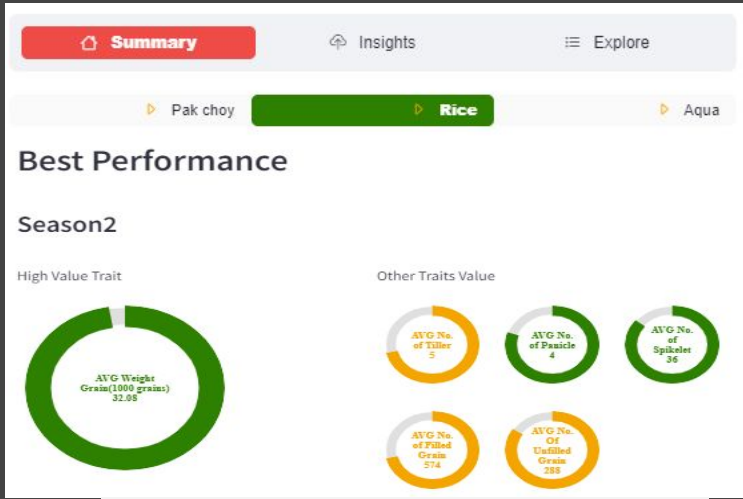 Summary
Insights
Explore
Pak choy
Rice
Aqua
Best Performance
Season2
High Value Trait
Other Traits Value
AVG Weight
Grain(1000 grains)
32.08
AVG No.
of Tiller
5
AVG No.
of Panicle
4
AVG No.
of
Spikelet
36
AVG No.
of Filled
Grain
574
AVG No.
Of
Unfilled
Grain
288